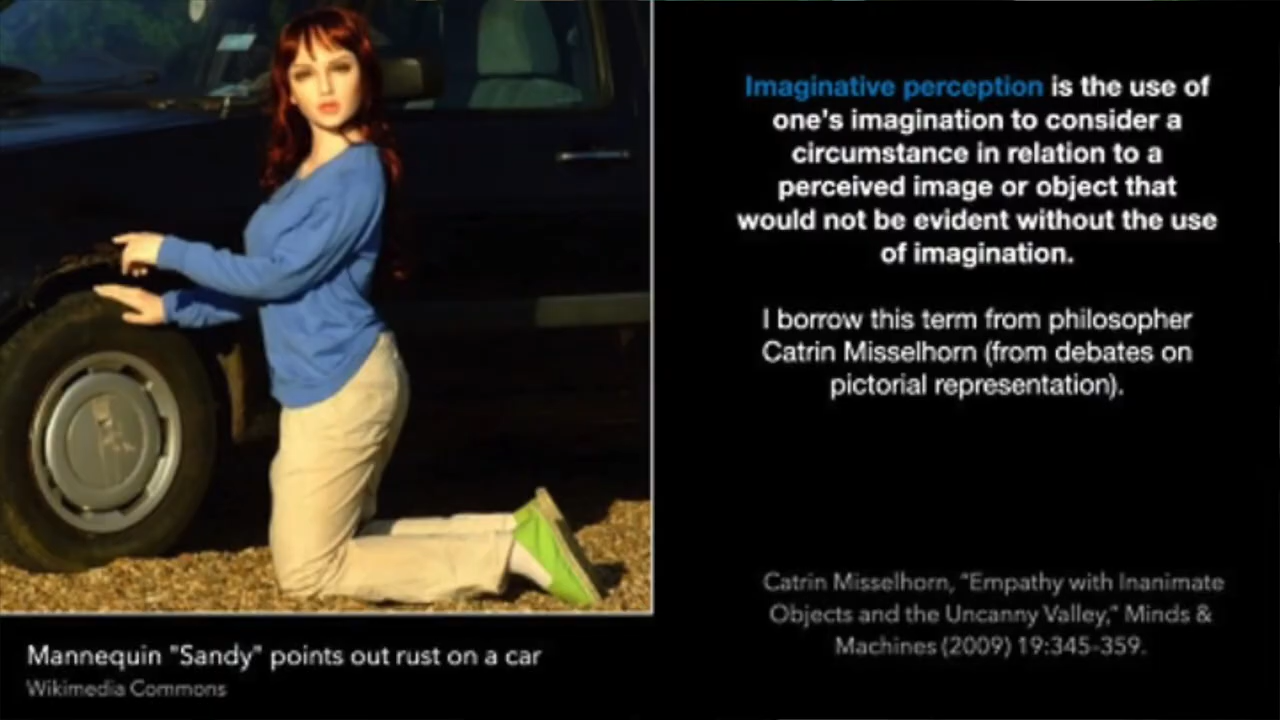 Imaginative perception is the use of
one's imagination to consider a
circumstance in relation to a
perceived image or object that
would not be evident without the use
of imagination.
I borrow this term from philosopher
Catrin Misselhorn (from debates on
pictorial representation).
Catrin Misselhorn, "Empathy with Inanimate
Objects and the Uncanny Valley," Minds &
Machines (2009) 19:345-359.
Mannequin "Sandy" points out rust on a car
Wikimedia Commons